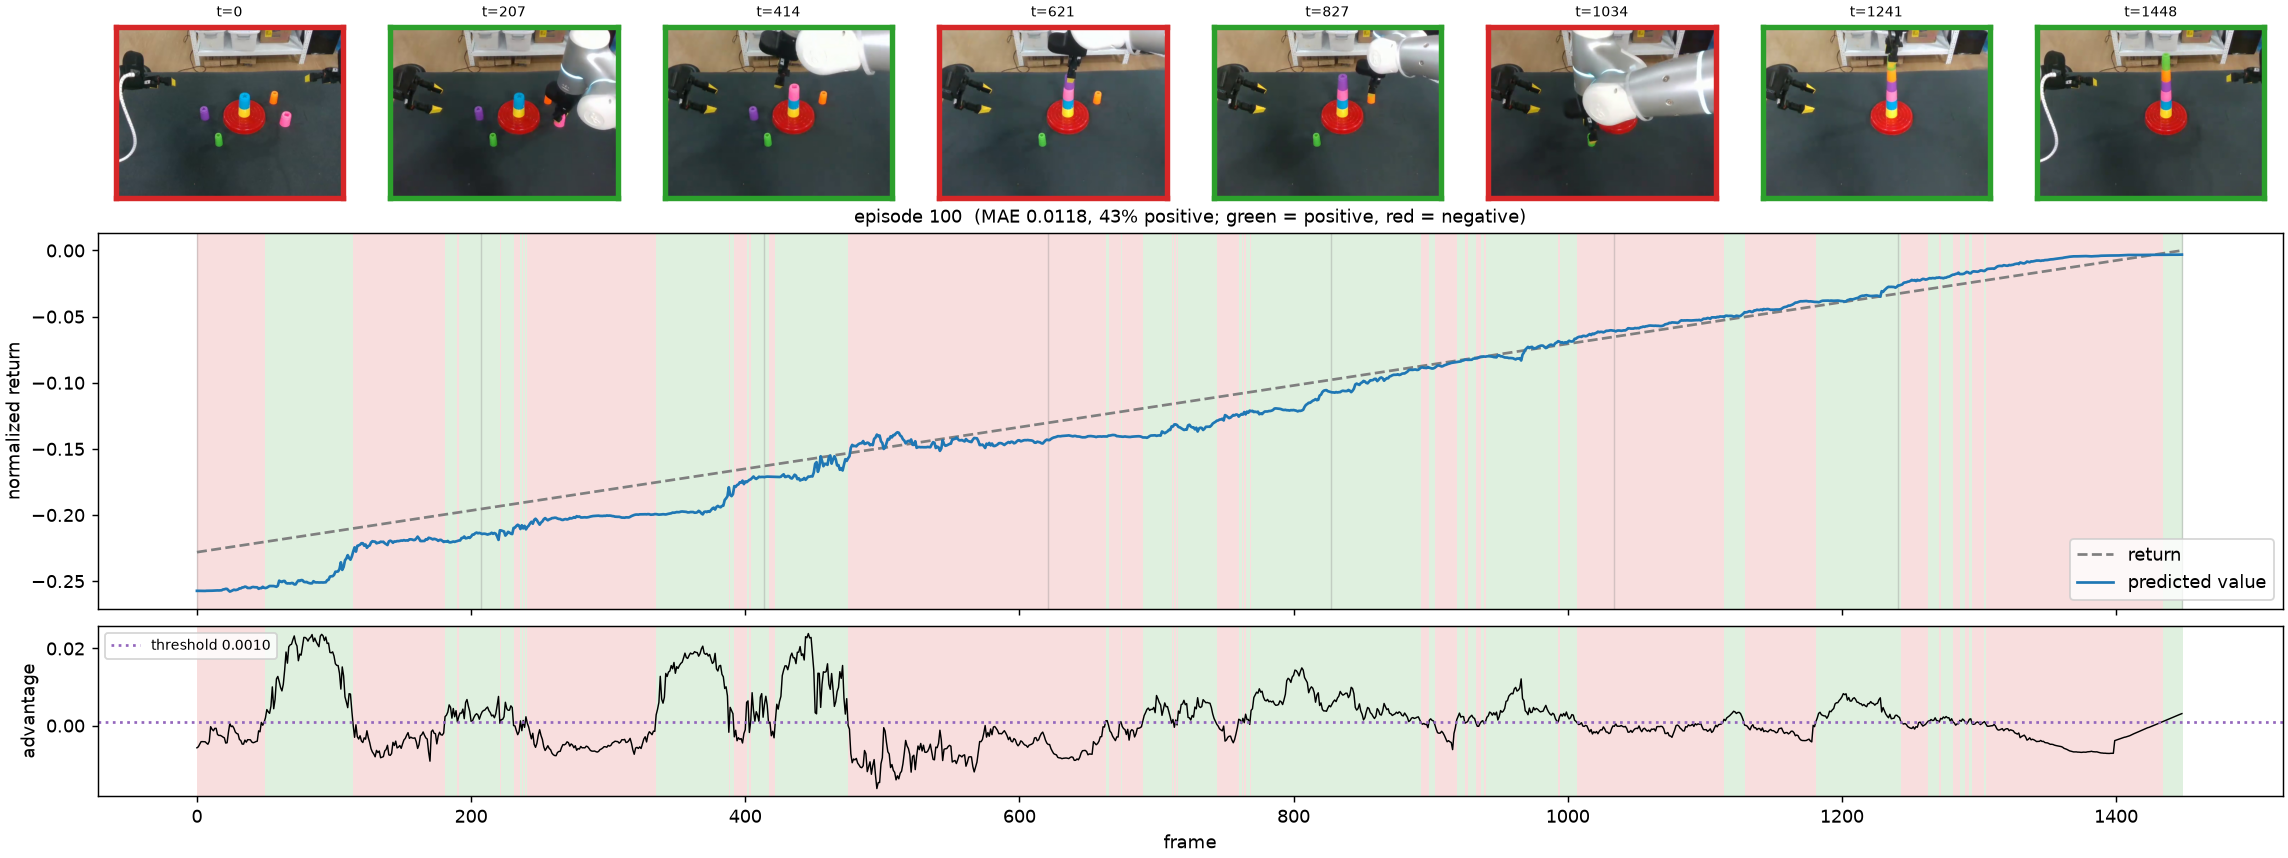 t=0 t=207 t=414 t=621 t=827 t=1034 t=1241 t=1448
episode 100  (MAE 0.0118, 43% positive; green = positive, red = negative)
normalized return
0.00
−0.05
−0.10
−0.15
−0.20
−0.25
return
predicted value
advantage
0.02
0.00
threshold 0.0010
0 200 400 600 800 1000 1200 1400
frame